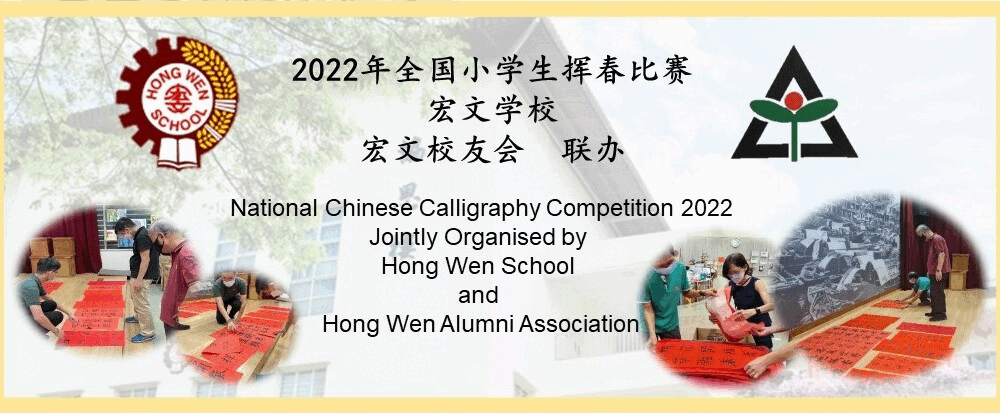 HONG WEN
SCHOOL
2022年全国小学生挥春比赛
宏文学校
宏文校友会 联办
National Chinese Calligraphy Competition 2022
Jointly Organised by
Hong Wen School
and
Hong Wen Alumni Association